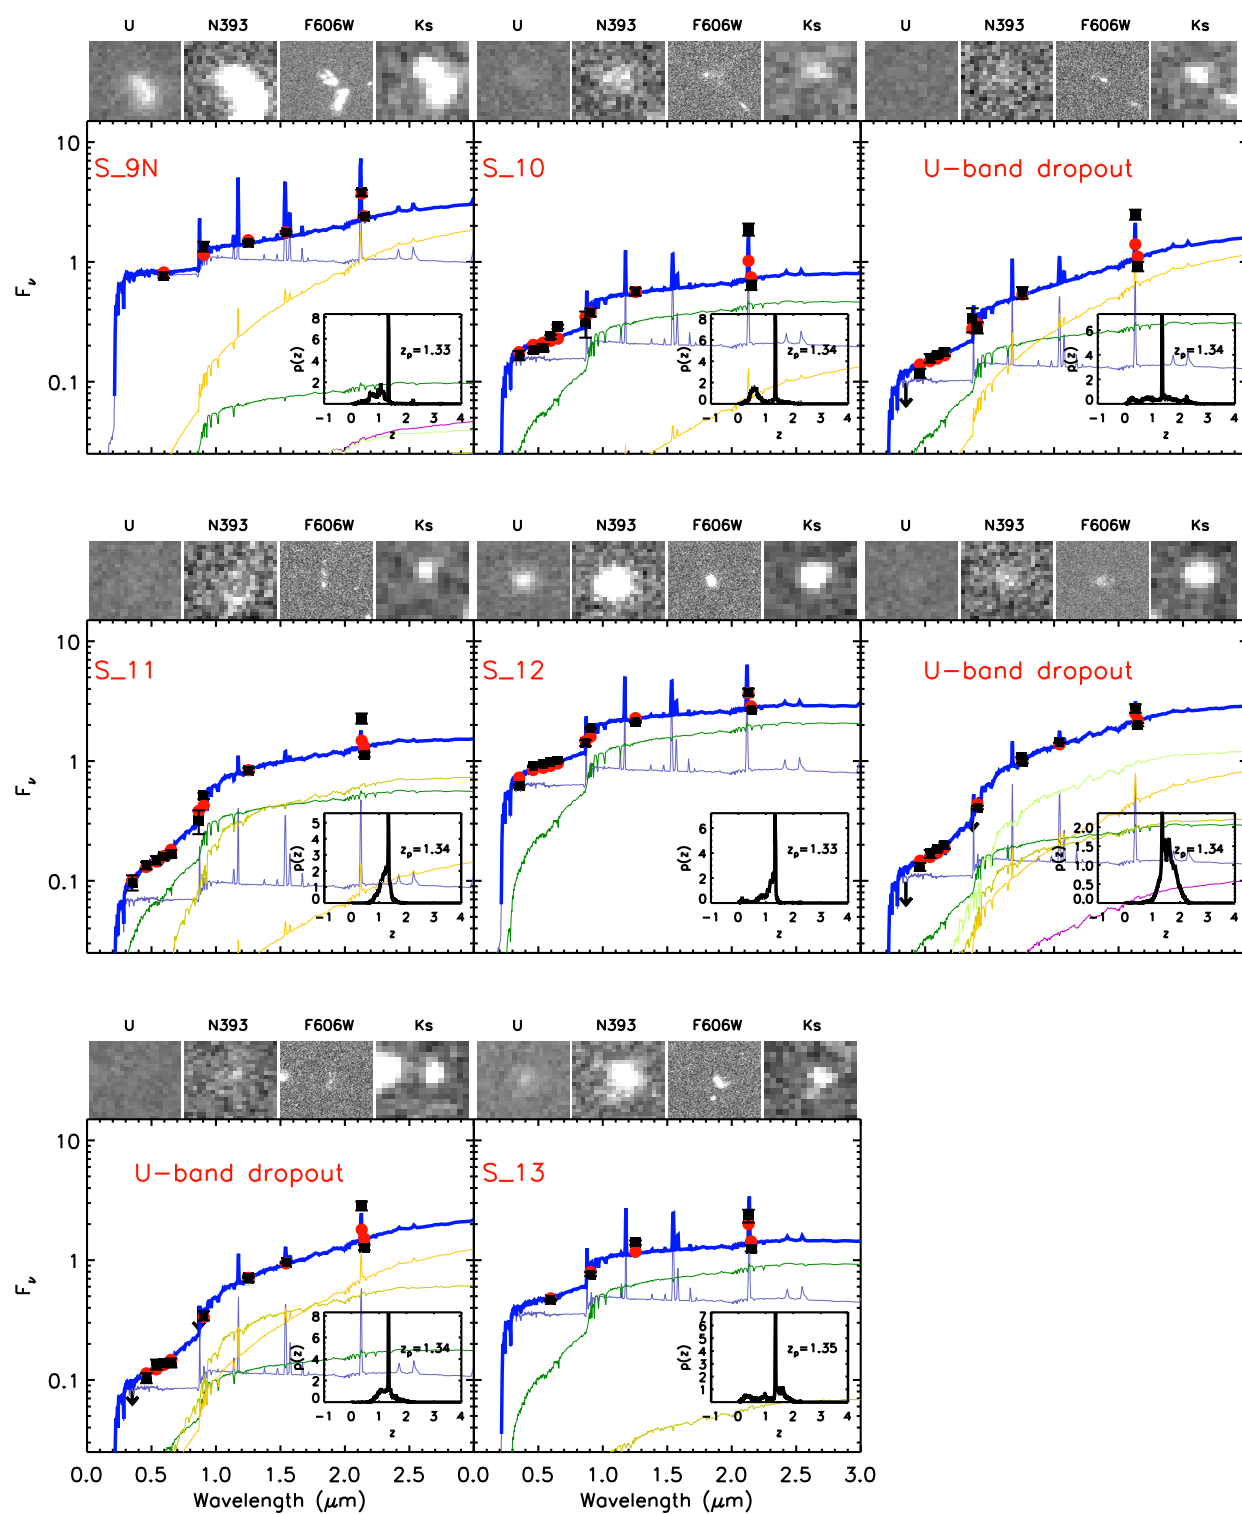 U N393 F606W Ks U N393 F606W Ks U N393 F606W Ks
10
1
0.1
Fν
S_9N
8
6
4
2
0
p(z)
zp=1.33
−1 0 1 2 3 4
z
S_10
8
6
4
2
0
p(z)
zp=1.34
−1 0 1 2 3 4
z
U−band dropout
6
4
2
0
p(z)
zp=1.34
−1 0 1 2 3 4
z
U N393 F606W Ks U N393 F606W Ks U N393 F606W Ks
10
1
0.1
Fν
S_11
5
4
3
2
1
0
p(z)
zp=1.34
−1 0 1 2 3 4
z
S_12
6
4
2
0
p(z)
zp=1.33
−1 0 1 2 3 4
z
U−band dropout
2.0
1.5
1.0
0.5
0.0
p(z)
zp=1.34
−1 0 1 2 3 4
z
U N393 F606W Ks U N393 F606W Ks
10
1
0.1
Fν
U−band dropout
8
6
4
2
0
p(z)
zp=1.34
−1 0 1 2 3 4
z
S_13
7
6
5
4
3
2
1
p(z)
zp=1.35
−1 0 1 2 3 4
z
0.0 0.5 1.0 1.5 2.0 2.5 0.0 0.5 1.0 1.5 2.0 2.5 3.0
Wavelength (μm) Wavelength (μm)